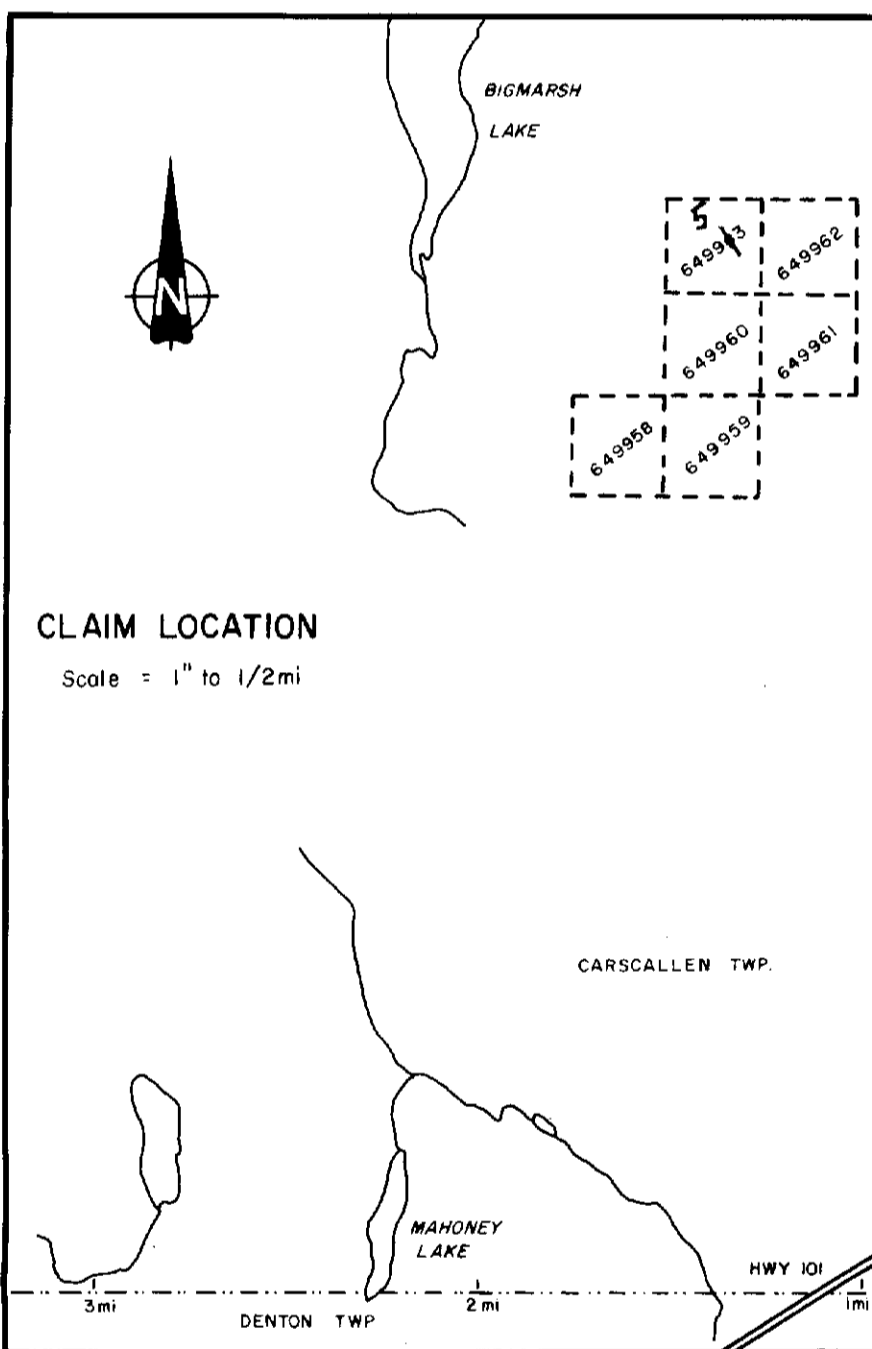 BIGMARSH
LAKE
N
5
649962
649960
649961
649958
649959
CLAIM LOCATION
Scale = 1" to 1/2mi
CARSCALLEN TWP.
MAHONEY
LAKE
HWY 101
3mi
2mi
1mi
DENTON TWP